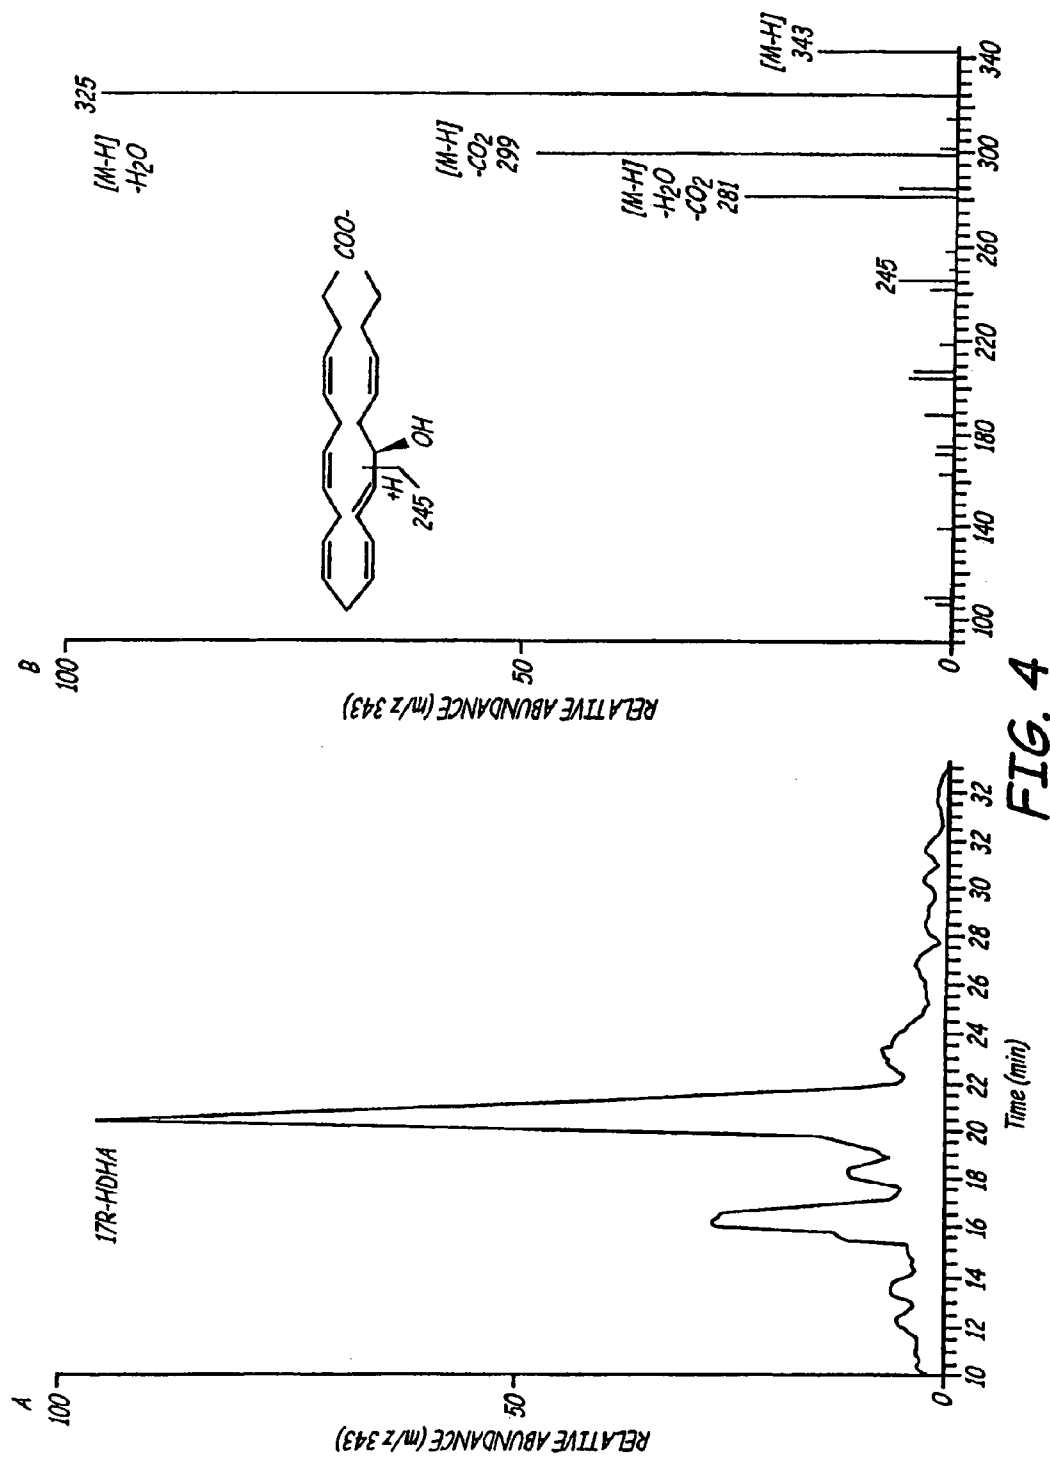 A
100
50
0
RELATIVE ABUNDANCE (m/z 343)
17R-HDHA
10 12 14 16 18 20 22 24 26 28 30 32 32
Time (min)
B
100
50
0
RELATIVE ABUNDANCE (m/z 343)
[M-H]
-H2O
325
[M-H]
-CO2
299
[M-H]
-H2O
-CO2
281
245
[M-H]
343
COO-
OH
+H
245
100 140 180 220 260 300 340
FIG. 4